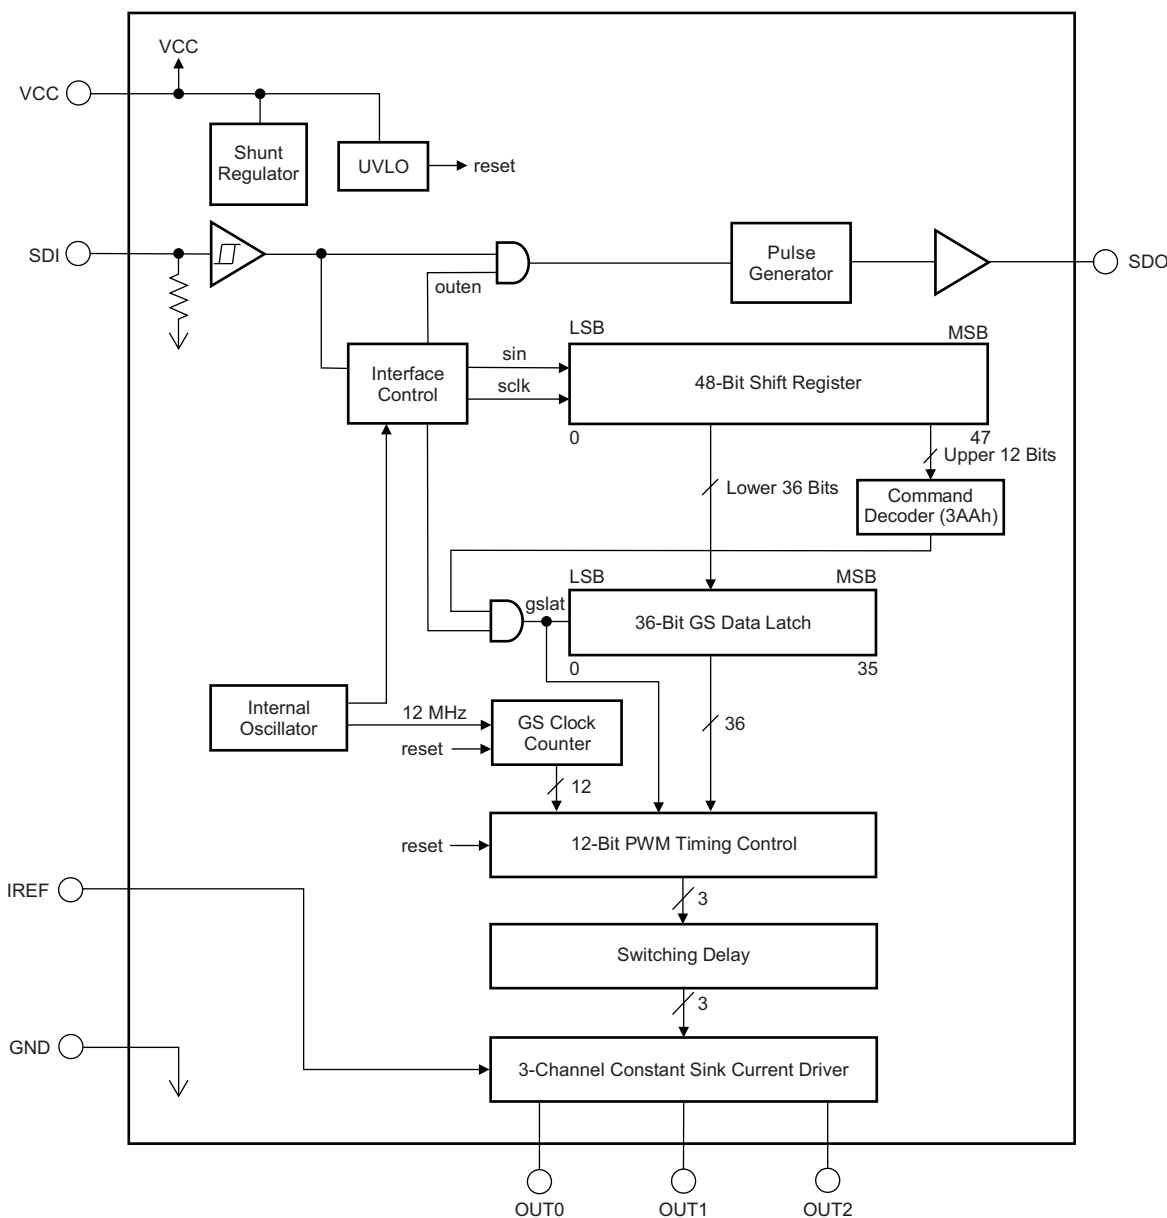 VCC
VCC
Shunt
Regulator
UVLO
reset
SDI
outen
Pulse
Generator
SDO
LSB
MSB
Interface
Control
sin
sclk
48-Bit Shift Register
0
47
Upper 12 Bits
Lower 36 Bits
Command
Decoder (3AAh)
LSB
MSB
gslat
36-Bit GS Data Latch
0
35
Internal
Oscillator
12 MHz
reset
GS Clock
Counter
36
12
reset
12-Bit PWM Timing Control
3
IREF
Switching Delay
3
GND
3-Channel Constant Sink Current Driver
OUT0
OUT1
OUT2